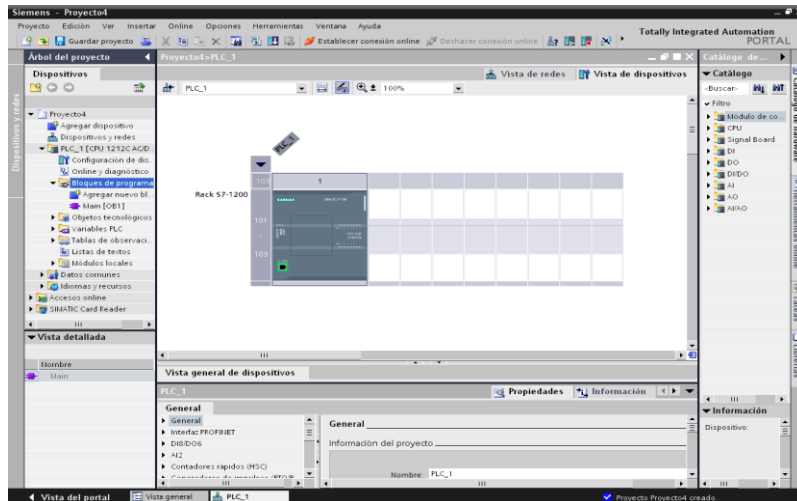 Siemens - Proyecto4
Proyecto Edición Ver Insertar Online Opciones Herramientas Ventana Ayuda
Totally Integrated Automation
PORTAL
Guardar proyecto
Establecer conexión online
Deshacer conexión online
Árbol del proyecto
Proyecto4▸PLC_1
Catálogo de...
Dispositivos
Vista de redes
Vista de dispositivos
Catálogo
PLC_1
100%
<Buscar>
Filtro
Proyecto4
Agregar dispositivo
Dispositivos y redes
PLC_1 [CPU 1212C AC/D...
Configuración de dis...
Online y diagnóstico
Bloques de programa
Agregar nuevo bl...
Main [OB1]
Objetos tecnológicos
Variables PLC
Tablas de observaci...
Listas de textos
Módulos locales
Datos comunes
Idiomas y recursos
Accesos online
SIMATIC Card Reader
Dispositivos y redes
PLC_1
103
1
Rack S7-1200
101
103
SIEMENS
Módulo de co...
CPU
Signal Board
DI
DO
DI/DO
AI
AO
AI/AO
Vista detallada
Nombre
Main
Vista general de dispositivos
PLC_1
Propiedades
Información
General
General
Interfaz PROFINET
DI8/DO6
AI2
Contadores rápidos (HSC)
General
Información del proyecto
Nombre: PLC_1
Información
Dispositivo:
Vista del portal
Vista general
PLC_1
Proyecto Proyecto4 creado.